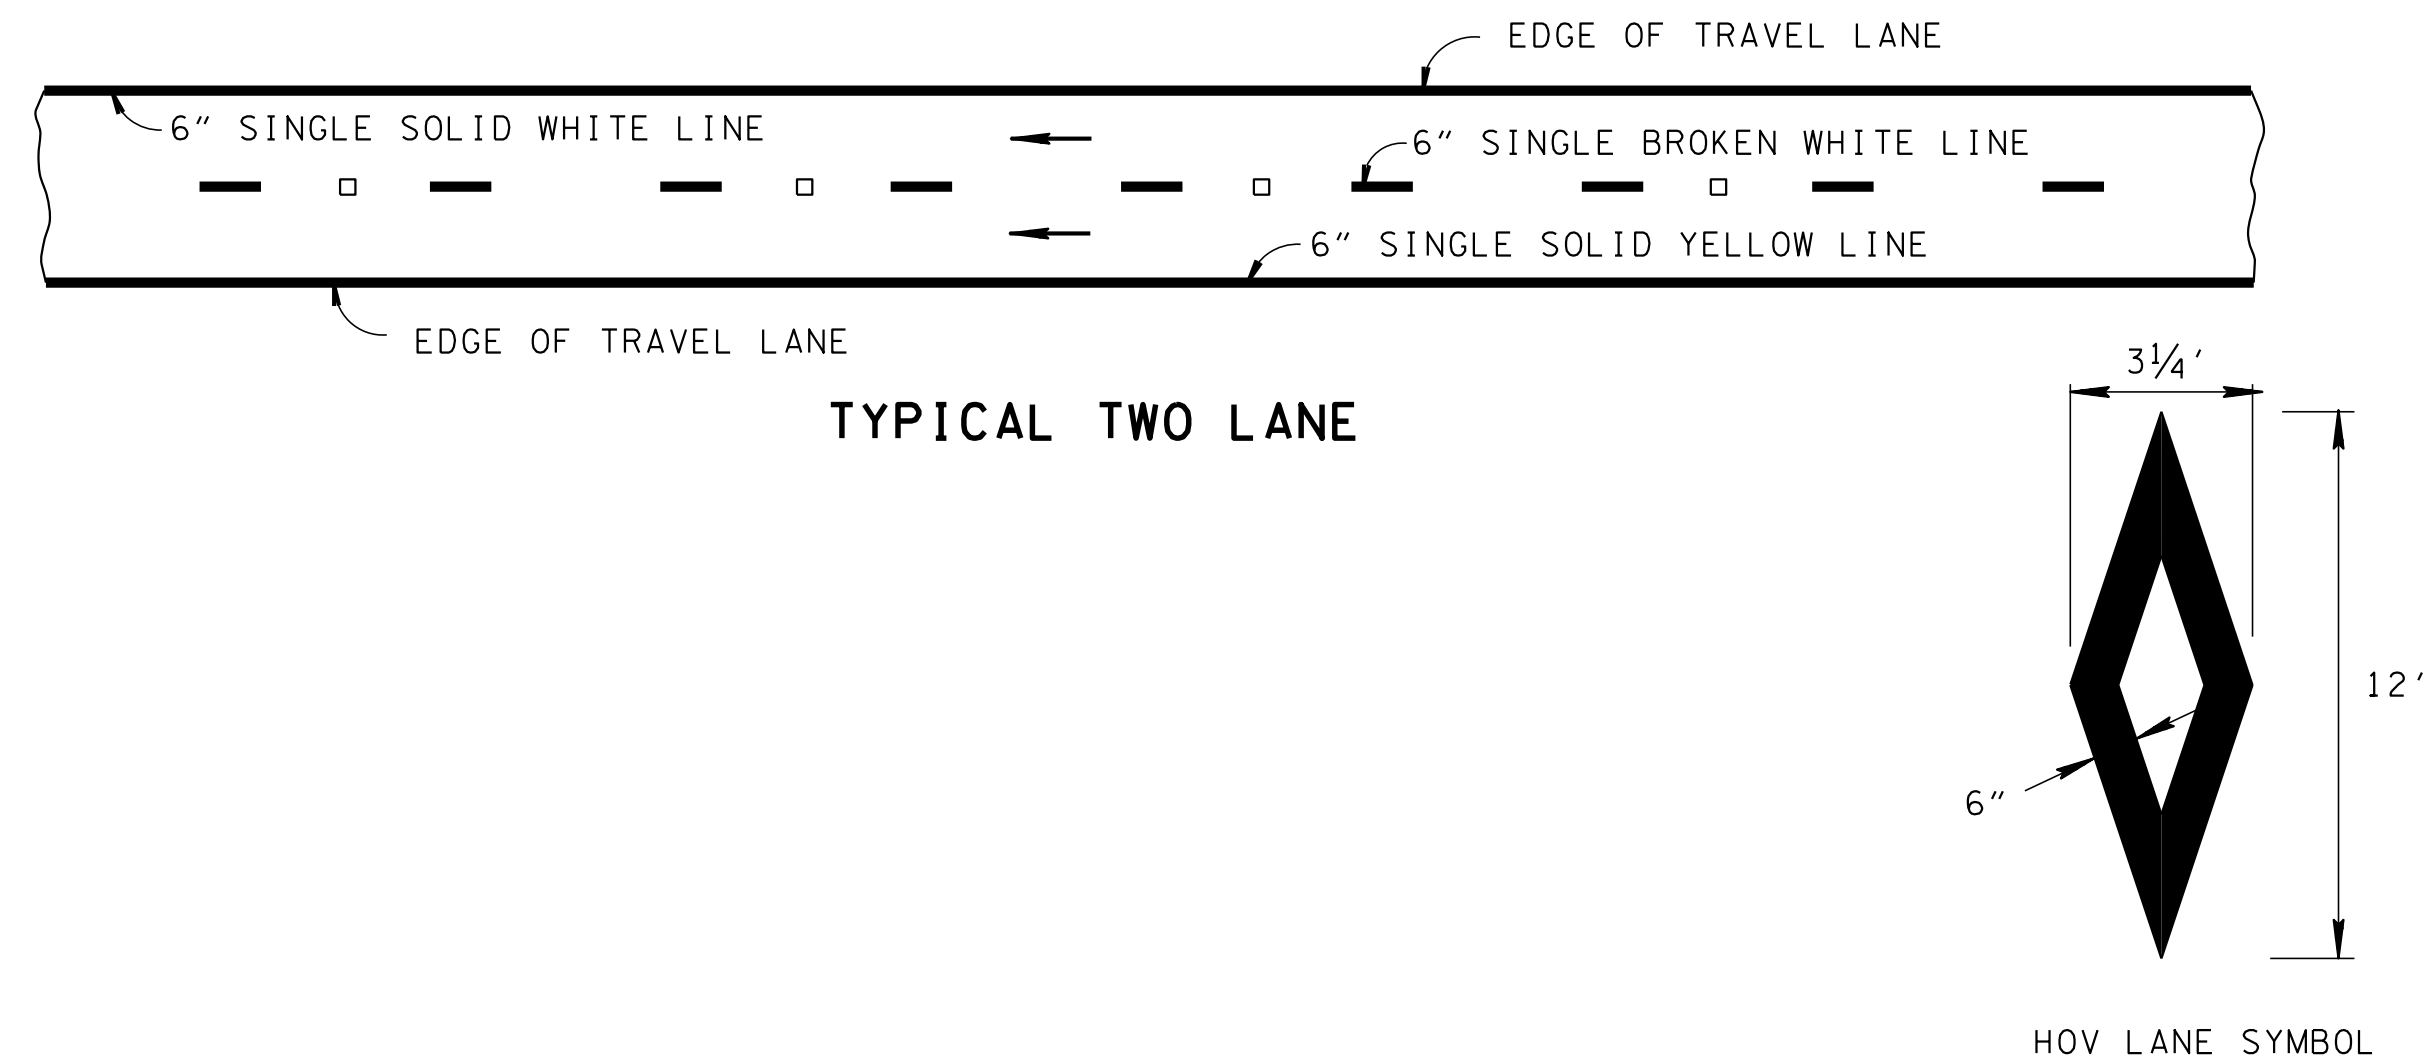 EDGE OF TRAVEL LANE
6" SINGLE SOLID WHITE LINE
6" SINGLE BROKEN WHITE LINE
6" SINGLE SOLID YELLOW LINE
EDGE OF TRAVEL LANE
TYPICAL TWO LANE
3¼'
12'
6"
HOV LANE SYMBOL